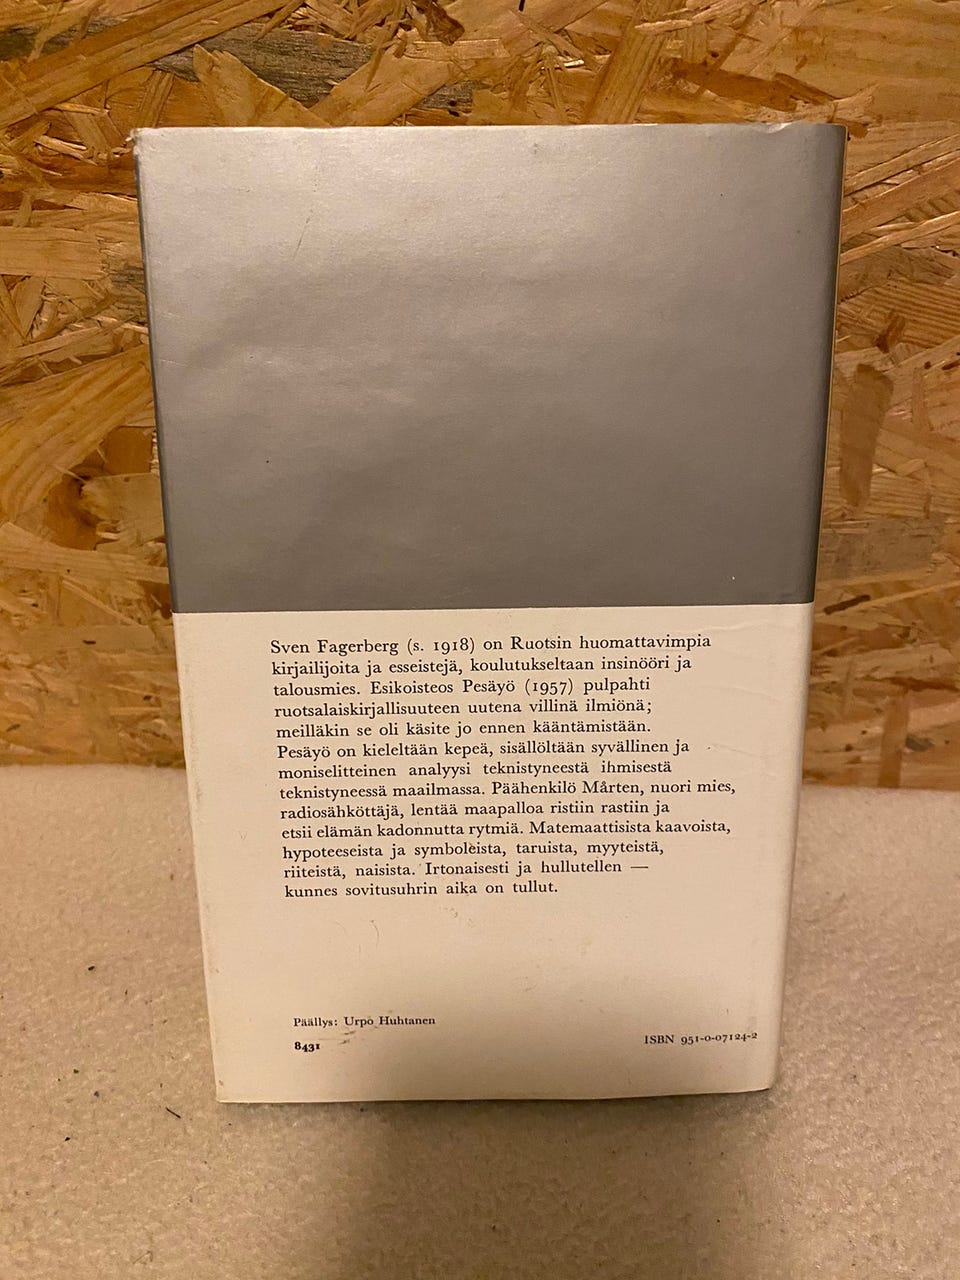 Sven Fagerberg (s. 1918) on Ruotsin huomattavimpia
kirjailijoita ja esseistejä, koulutukseltaan insinööri ja
talousmies. Esikoisteos Pesäyö (1957) pulpahti
ruotsalaiskirjallisuuteen uutena villinä ilmiönä;
meilläkin se oli käsite jo ennen kääntämistään.
Pesäyö on kieleltään kepeä, sisällöltään syvällinen ja
moniselitteinen analyysi teknistyneestä ihmisestä
teknistyneessä maailmassa. Päähenkilö Mårten, nuori mies,
radiosähköttäjä, lentää maapalloa ristiin rastiin ja
etsii elämän kadonnutta rytmiä. Matemaattisista kaavoista,
hypoteeseista ja symboleista, taruista, myyteistä,
riiteistä, naisista. Irtonaisesti ja hullutellen —
kunnes sovitusuhrin aika on tullut.
Päällys: Urpo Huhtanen
8431
ISBN 951-0-07124-2